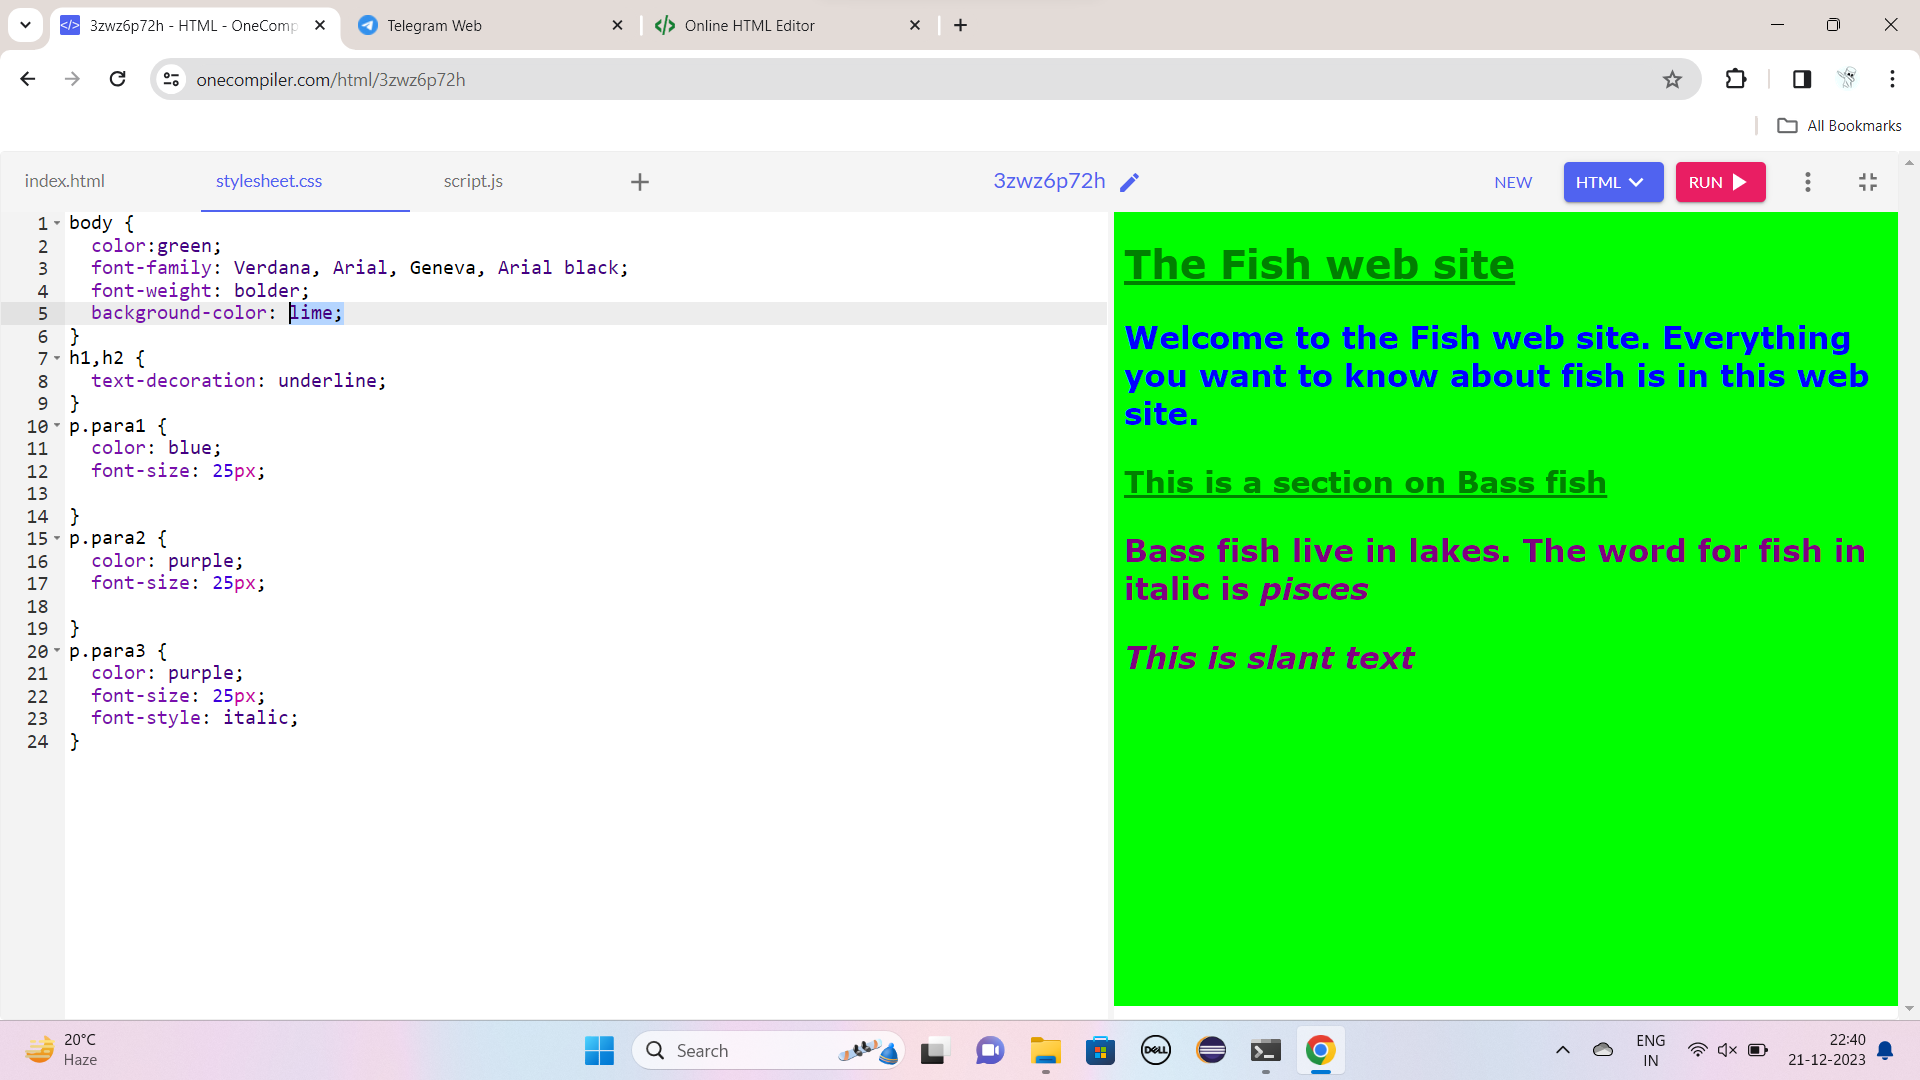 3zwz6p72h - HTML - OneComp
Telegram Web
Online HTML Editor
onecompiler.com/html/3zwz6p72h
All Bookmarks
index.html
stylesheet.css
script.js
3zwz6p72h
NEW
HTML
RUN
1 body {
2 color:green;
3 font-family: Verdana, Arial, Geneva, Arial black;
4 font-weight: bolder;
5 background-color: lime;
6 }
7 h1,h2 {
8 text-decoration: underline;
9 }
10 p.para1 {
11 color: blue;
12 font-size: 25px;
13
14 }
15 p.para2 {
16 color: purple;
17 font-size: 25px;
18
19 }
20 p.para3 {
21 color: purple;
22 font-size: 25px;
23 font-style: italic;
24 }
The Fish web site
Welcome to the Fish web site. Everything
you want to know about fish is in this web
site.
This is a section on Bass fish
Bass fish live in lakes. The word for fish in
italic is pisces
This is slant text
20°C
Haze
Search
DELL
ENG
IN
22:40
21-12-2023